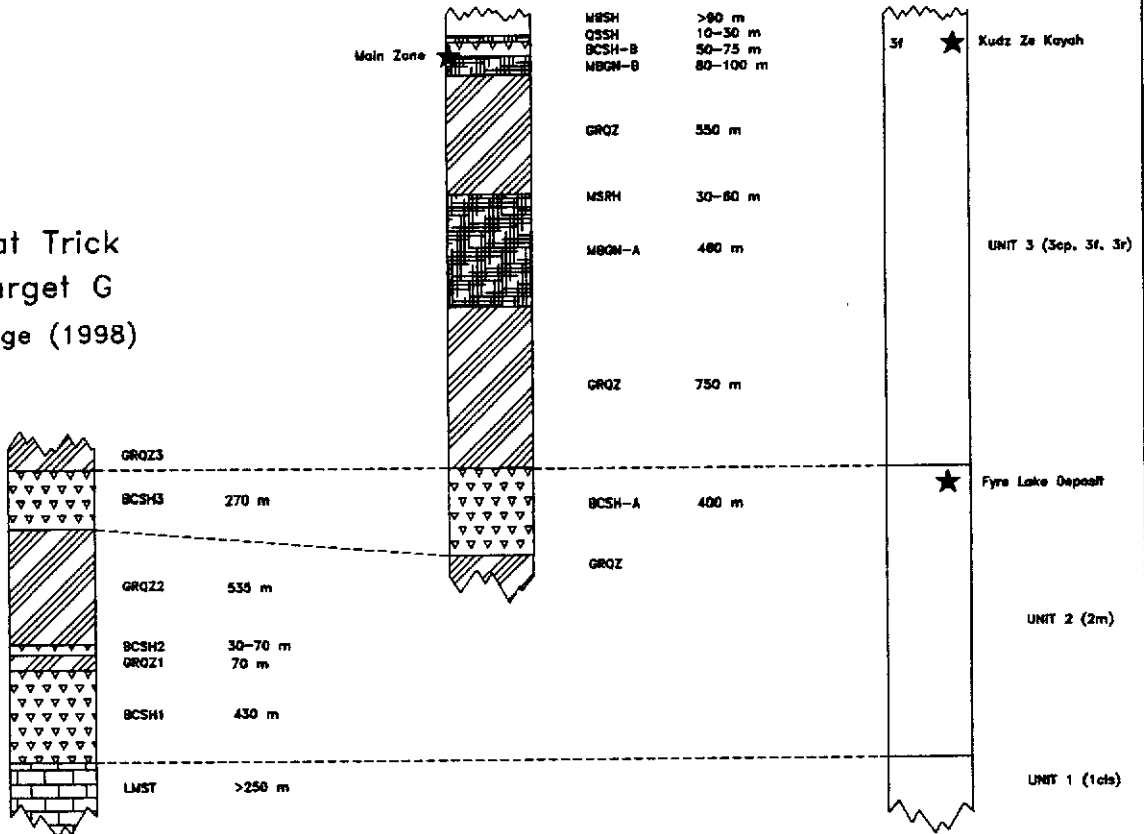 MBSH >90 m
QSSH 10-30 m
BCSH-B 50-75 m
MBGN-B 80-100 m
Main Zone
3f
Kudz Ze Kayah
GRQZ 550 m
MSRH 30-60 m
MBGN-A 460 m
UNIT 3 (3cp, 3f, 3r)
at Trick
arget G
ge (1998)
GRQZ 750 m
GRQZ3
BCSH3 270 m
BCSH-A 400 m
Fyre Lake Deposit
GRQZ
GRQZ2 535 m
UNIT 2 (2m)
BCSH2 30-70 m
GRQZ1 70 m
BCSH1 430 m
LMST >250 m
UNIT 1 (1cls)